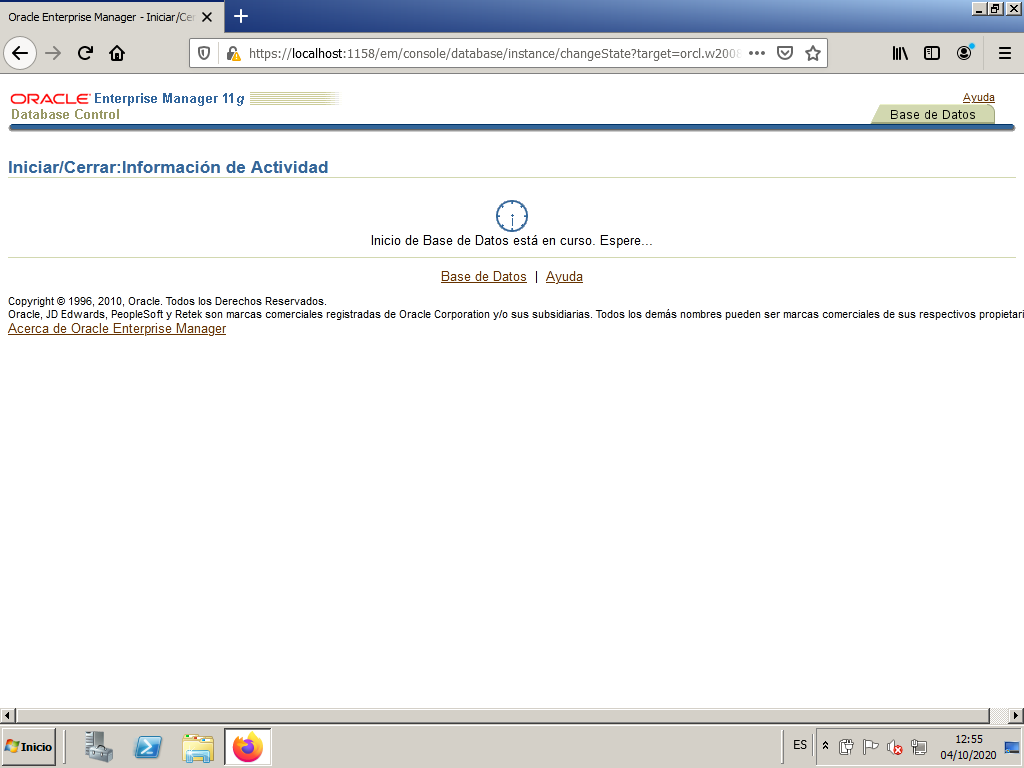 Oracle Enterprise Manager - Iniciar/Cer
https://localhost:1158/em/console/database/instance/changeState?target=orcl.w2008
ORACLE Enterprise Manager 11g
Database Control
Ayuda
Base de Datos
Iniciar/Cerrar:Información de Actividad
Inicio de Base de Datos está en curso. Espere...
Base de Datos | Ayuda
Copyright © 1996, 2010, Oracle. Todos los Derechos Reservados.
Oracle, JD Edwards, PeopleSoft y Retek son marcas comerciales registradas de Oracle Corporation y/o sus subsidiarias. Todos los demás nombres pueden ser marcas comerciales de sus respectivos propietari
Acerca de Oracle Enterprise Manager
Inicio
ES
12:55
04/10/2020